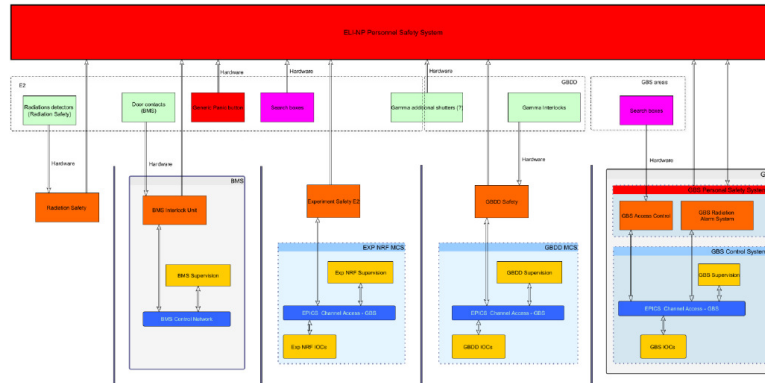 ELI-NP Personnel Safety System
Hardware
Hardware
Hardware
Hardware
E2
GBDD
GBS areas
Radiations detectors
(Radiation Safety)
Door contacts
(BMS)
Search boxes
Gamma additional shutters (?)
Gamma Interlocks
Search boxes
Hardware
Hardware
Hardware
Hardware
Radiation Safety
BMS
BMS Interlock Unit
BMS Supervision
BMS Control Network
Experiment Safety E2
EXP NRF MCS
Exp NRF Supervision
EPICS Channel Access - GBS
Exp NRF IOCs
GBDD Safety
GBDD MCS
GBDD Supervision
EPICS Channel Access - GBS
GBDD IOCs
G
GBS Personnel Safety System
GBS Access Control
GBS Radiation
Alarm System
GBS Control System
GBS Supervision
EPICS Channel Access - GBS
GBS IOCs